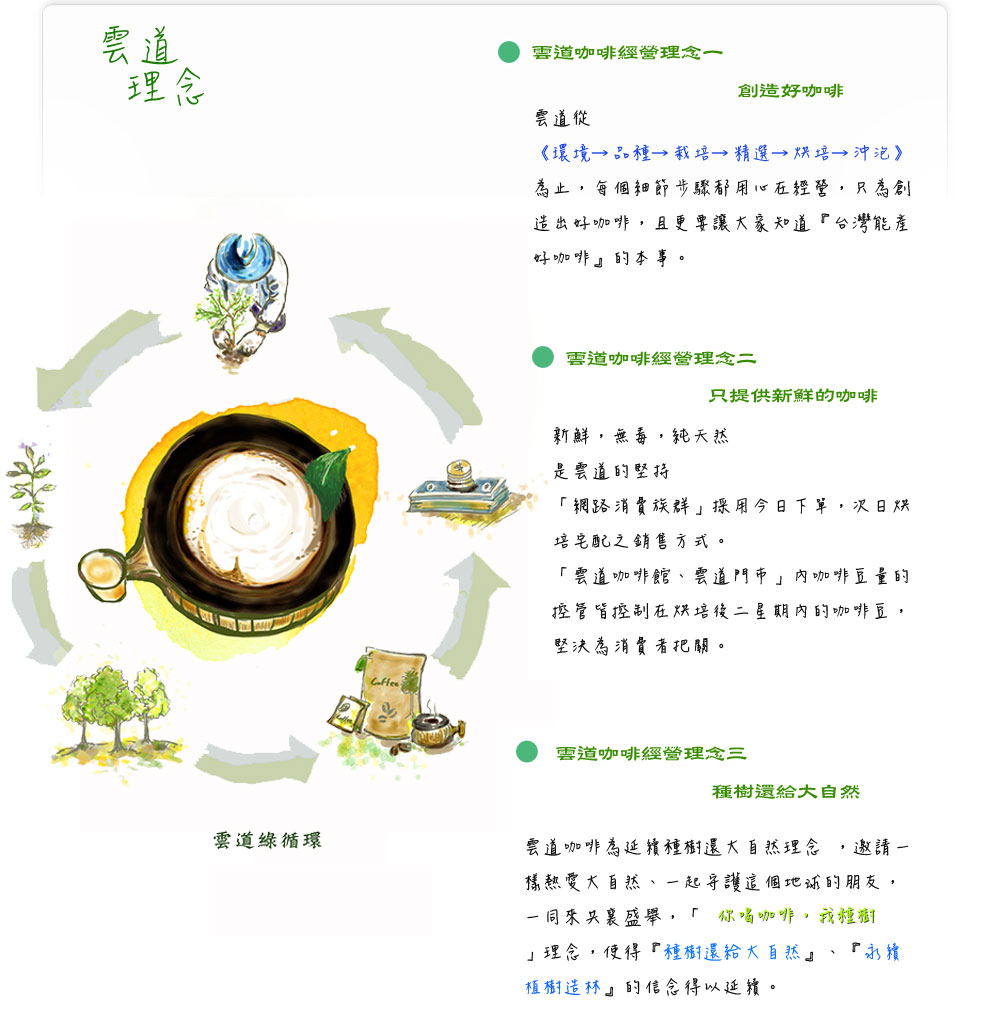 雲道
理念
雲道咖啡經營理念一
創造好咖啡
雲道從
《環境→品種→栽培→精選→烘培→沖泡》
為止，每個細節步驟都用心在經營，只為創
造出好咖啡，且更要讓大家知道『台灣能產
好咖啡』的本事。
雲道咖啡經營理念二
只提供新鮮的咖啡
新鮮，無毒，純天然
是雲道的堅持
「網路消費族群」採用今日下單，次日烘
培宅配之銷售方式。
「雲道咖啡館、雲道門市」內咖啡豆量的
控管皆控制在烘培後二星期內的咖啡豆，
堅決為消費者把關。
Coffee
Coffee
雲道綠循環
雲道咖啡經營理念三
種樹還給大自然
雲道咖啡為延續種樹還大自然理念 ，邀請一
樣熱愛大自然、一起守護這個地球的朋友，
一同來共襄盛舉，「 你喝咖啡，我種樹
」理念，使得『種樹還給大自然』、『永續
植樹造林』的信念得以延續。